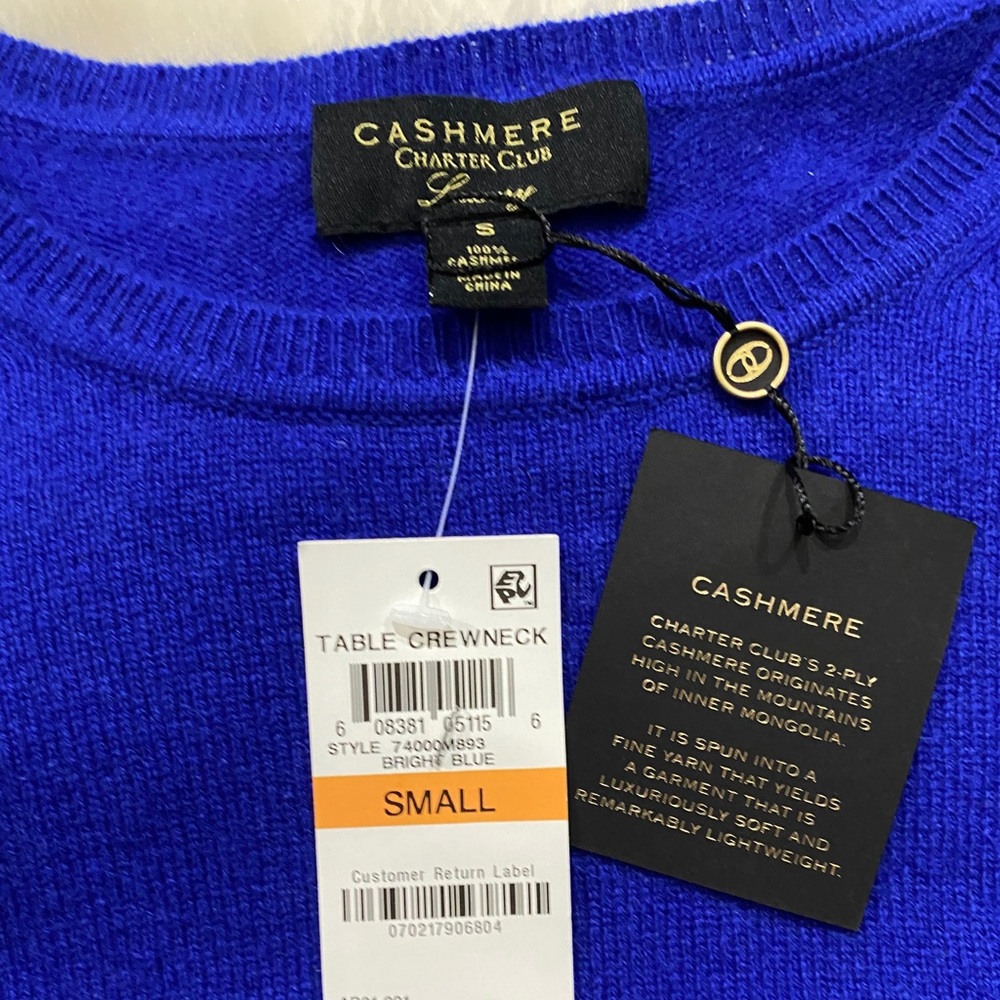 CASHMERE
CHARTER CLUB
Luxury
S
100%
CASHMERE
MADE IN
CHINA
TABLE CREWNECK
6 08381 05115 6
STYLE 74000M893
BRIGHT BLUE
SMALL
Customer Return Label
070217906804
CASHMERE
CHARTER CLUB'S 2-PLY
CASHMERE ORIGINATES
HIGH IN THE MOUNTAINS
OF INNER MONGOLIA.
IT IS SPUN INTO A
FINE YARN THAT YIELDS
A GARMENT THAT IS
LUXURIOUSLY SOFT AND
REMARKABLY LIGHTWEIGHT.